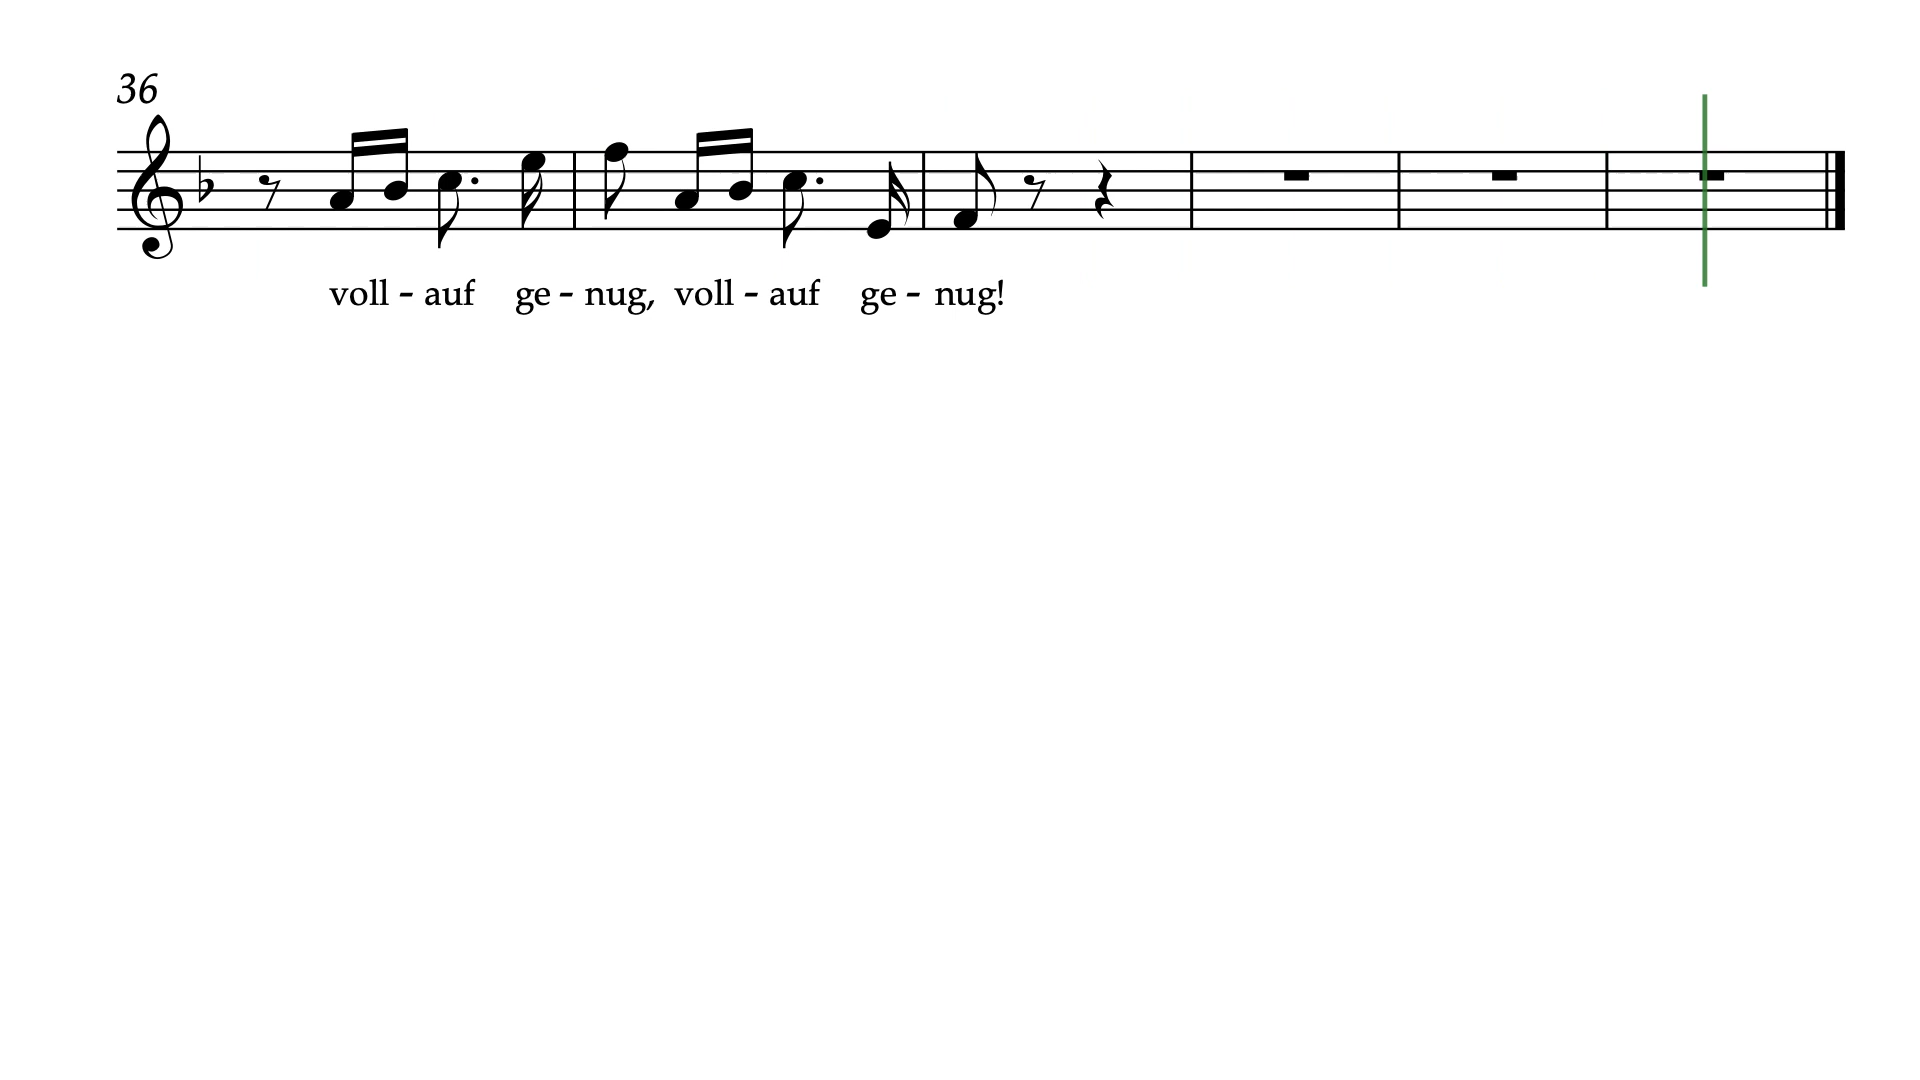 36
voll - auf ge - nug, voll - auf ge - nug!